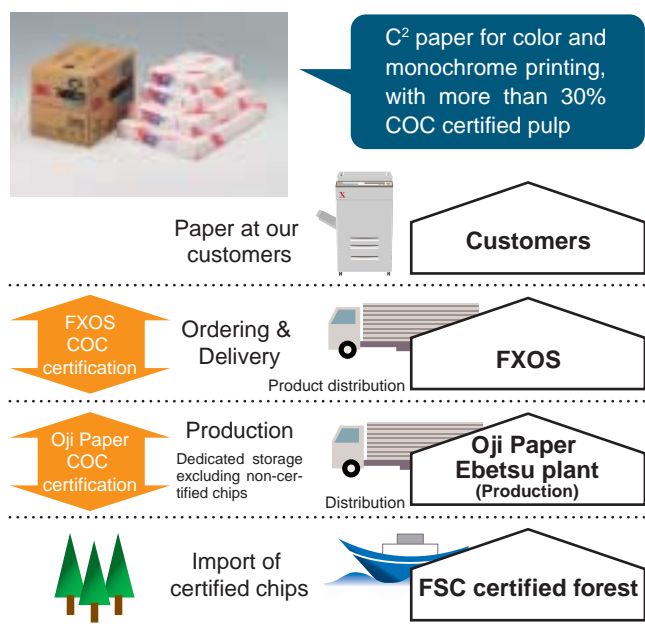 C² paper for color and
monochrome printing,
with more than 30%
COC certified pulp
X
Paper at our
customers
Customers
FXOS
COC
certification
Ordering &
Delivery
Product distribution
FXOS
Oji Paper
COC
certification
Production
Dedicated storage
excluding non-cer-
tified chips
Distribution
Oji Paper
Ebetsu plant
(Production)
Import of
certified chips
FSC certified forest